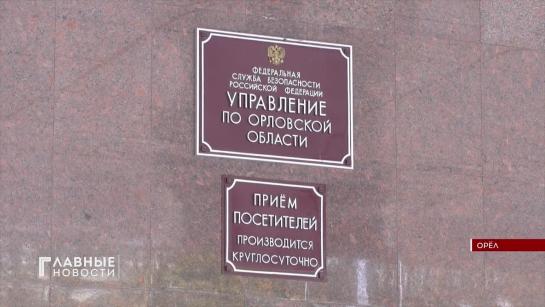 ФЕДЕРАЛЬНАЯ
СЛУЖБА БЕЗОПАСНОСТИ
РОССИЙСКОЙ ФЕДЕРАЦИИ
УПРАВЛЕНИЕ
ПО ОРЛОВСКОЙ
ОБЛАСТИ
ПРИЁМ
ПОСЕТИТЕЛЕЙ
ПРОИЗВОДИТСЯ
КРУГЛОСУТОЧНО
ГЛАВНЫЕ
НОВОСТИ
ОРЁЛ